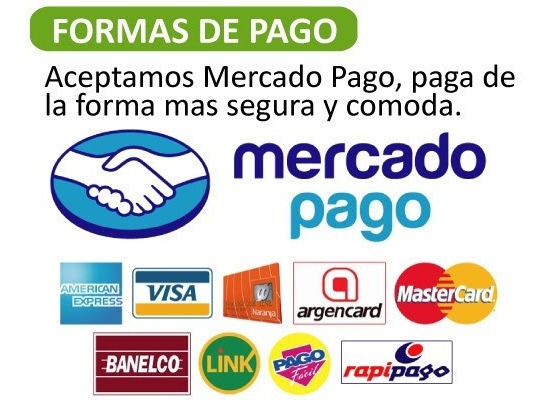 FORMAS DE PAGO
Aceptamos Mercado Pago, paga de
la forma mas segura y comoda.
mercado
pago
AMERICAN
EXPRESS
VISA
Naranja
argencard
MasterCard
BANELCO
LINK
PAGO
Fácil
rapipago